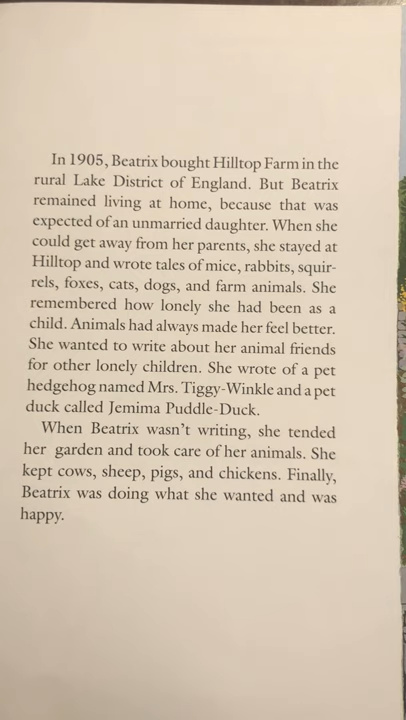 In 1905, Beatrix bought Hilltop Farm in the
rural Lake District of England. But Beatrix
remained living at home, because that was
expected of an unmarried daughter. When she
could get away from her parents, she stayed at
Hilltop and wrote tales of mice, rabbits, squir-
rels, foxes, cats, dogs, and farm animals. She
remembered how lonely she had been as a
child. Animals had always made her feel better.
She wanted to write about her animal friends
for other lonely children. She wrote of a pet
hedgehog named Mrs. Tiggy-Winkle and a pet
duck called Jemima Puddle-Duck.
When Beatrix wasn't writing, she tended
her garden and took care of her animals. She
kept cows, sheep, pigs, and chickens. Finally,
Beatrix was doing what she wanted and was
happy.